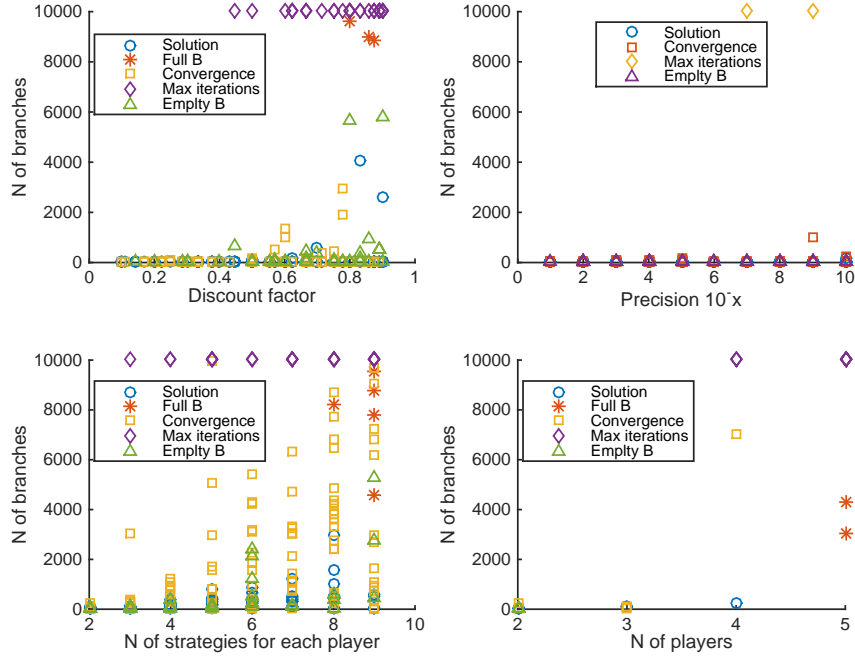 10000
8000
6000
4000
2000
0
N of branches
0 0.2 0.4 0.6 0.8 1
Discount factor
Solution
Full B
Convergence
Max iterations
Emplty B
10000
8000
6000
4000
2000
0
N of branches
0 2 4 6 8 10
Precision 10^-x
Solution
Convergence
Max iterations
Emplty B
10000
8000
6000
4000
2000
0
N of branches
2 4 6 8 10
N of strategies for each player
Solution
Full B
Convergence
Max iterations
Emplty B
10000
8000
6000
4000
2000
0
N of branches
2 3 4 5
N of players
Solution
Full B
Convergence
Max iterations
Emplty B